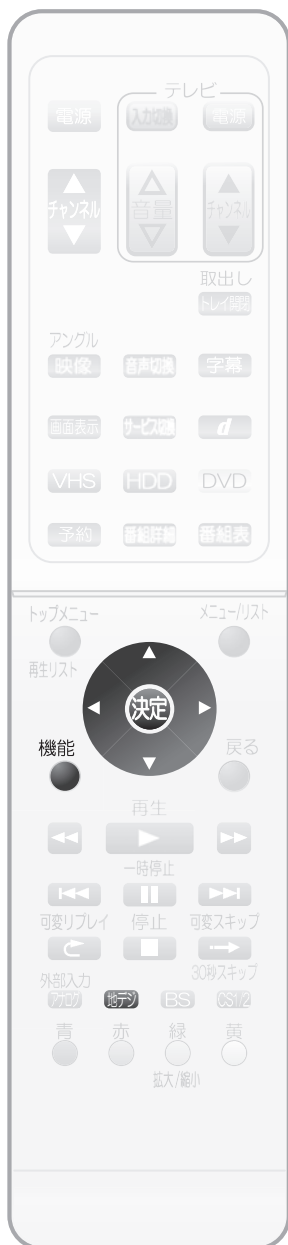 テレビ
電源 入力切換 電源
チャンネル 音量 チャンネル
取出し
トレイ開閉
アングル
映像 音声切換 字幕
画面表示 サービス切換 d
VHS HDD DVD
予約 番組詳細 番組表
トップメニュー メニュー/リスト
再生リスト
決定
機能 戻る
再生
一時停止
可変リプレイ 停止 可変スキップ
外部入力 30秒スキップ
アナログ 地デジ BS CS1/2
青 赤 緑 黄
拡大/縮小